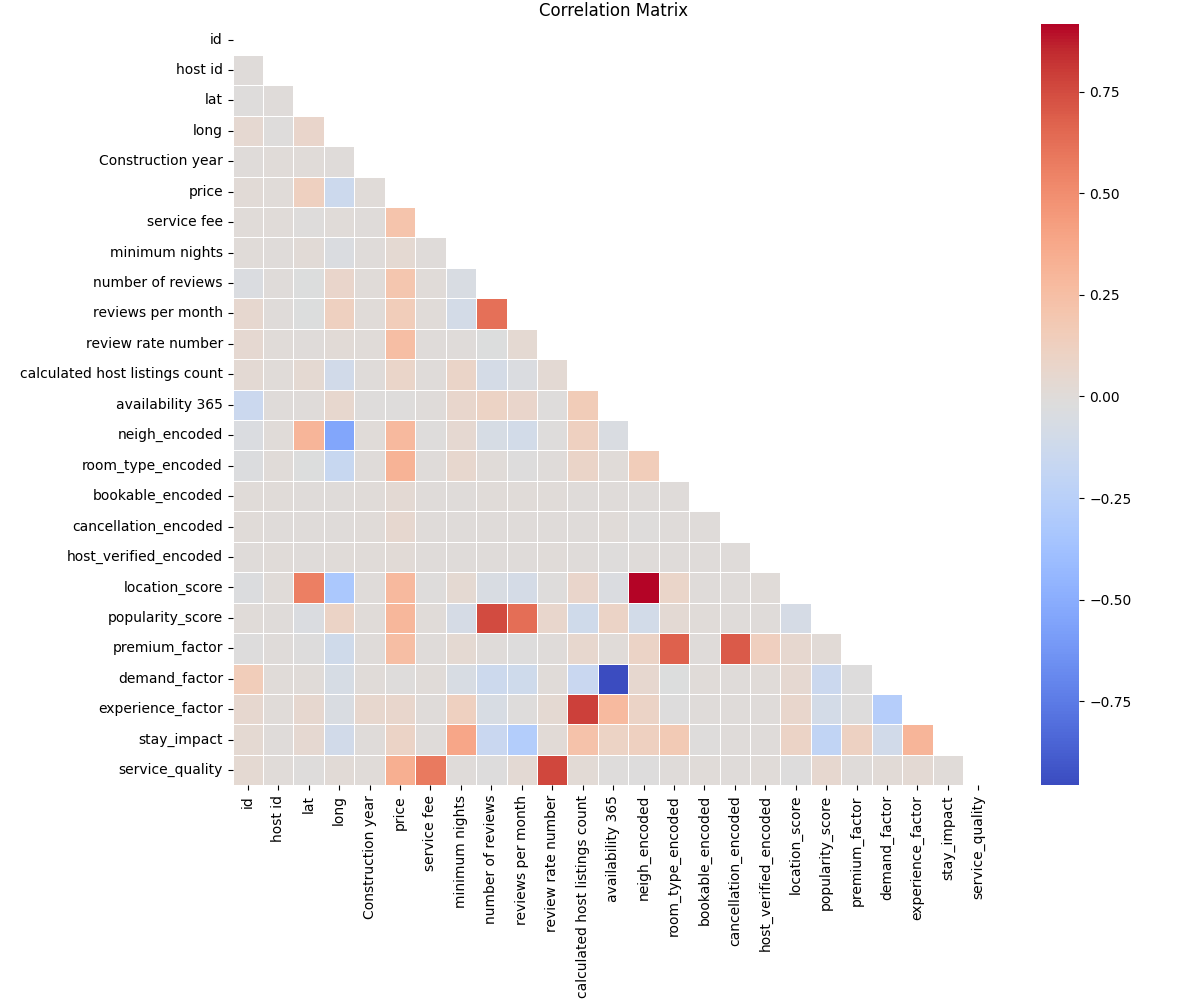 Correlation Matrix
id
host id
lat
long
Construction year
price
service fee
minimum nights
number of reviews
reviews per month
review rate number
calculated host listings count
availability 365
neigh_encoded
room_type_encoded
bookable_encoded
cancellation_encoded
host_verified_encoded
location_score
popularity_score
premium_factor
demand_factor
experience_factor
stay_impact
service_quality
id
host id
lat
long
Construction year
price
service fee
minimum nights
number of reviews
reviews per month
review rate number
calculated host listings count
availability 365
neigh_encoded
room_type_encoded
bookable_encoded
cancellation_encoded
host_verified_encoded
location_score
popularity_score
premium_factor
demand_factor
experience_factor
stay_impact
service_quality
0.75
0.50
0.25
0.00
−0.25
−0.50
−0.75